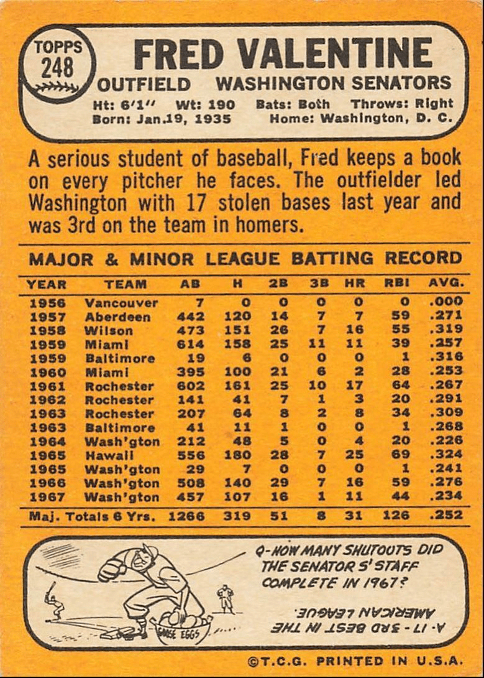 TOPPS
248
FRED VALENTINE
OUTFIELD WASHINGTON SENATORS
Ht: 6'1" Wt: 190 Bats: Both Throws: Right
Born: Jan.19, 1935 Home: Washington, D. C.
A serious student of baseball, Fred keeps a book
on every pitcher he faces. The outfielder led
Washington with 17 stolen bases last year and
was 3rd on the team in homers.
MAJOR & MINOR LEAGUE BATTING RECORD
YEAR TEAM AB H 2B 3B HR RBI AVG.
1956 Vancouver 7 0 0 0 0 0 .000
1957 Aberdeen 442 120 14 7 7 59 .271
1958 Wilson 473 151 26 7 16 55 .319
1959 Miami 614 158 25 11 11 39 .257
1959 Baltimore 19 6 0 0 0 1 .316
1960 Miami 395 100 21 6 2 28 .253
1961 Rochester 602 161 25 10 17 64 .267
1962 Rochester 141 41 7 1 3 20 .291
1963 Rochester 207 64 8 2 8 34 .309
1963 Baltimore 41 11 1 0 0 1 .268
1964 Wash'gton 212 48 5 0 4 20 .226
1965 Hawaii 556 180 28 7 25 69 .324
1965 Wash'gton 29 7 0 0 0 1 .241
1966 Wash'gton 508 140 29 7 16 59 .276
1967 Wash'gton 457 107 16 1 11 44 .234
Maj. Totals 6 Yrs. 1266 319 51 8 31 126 .252
Q-HOW MANY SHUTOUTS DID
THE SENATORS' STAFF
COMPLETE IN 1967?
A-17 - 3RD BEST IN THE
AMERICAN LEAGUE.
GOOSE EGGS
©T.C.G. PRINTED IN U.S.A.